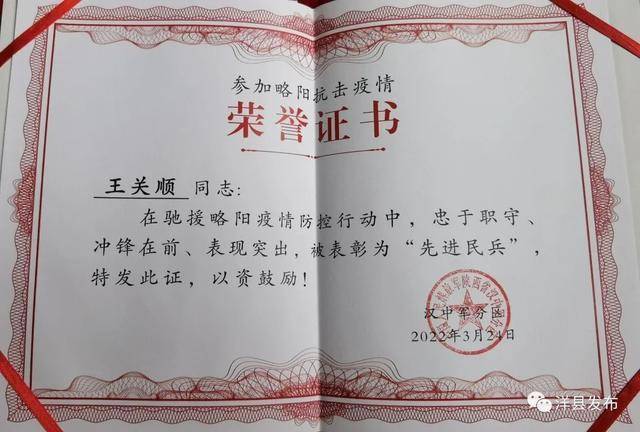 参加略阳抗击疫情
荣誉证书
王关顺 同志：
在驰援略阳疫情防控行动中，忠于职守、
冲锋在前、表现突出，被表彰为“先进民兵”，
特发此证，以资鼓励！
汉中军分区
2022年3月24日
洋县发布